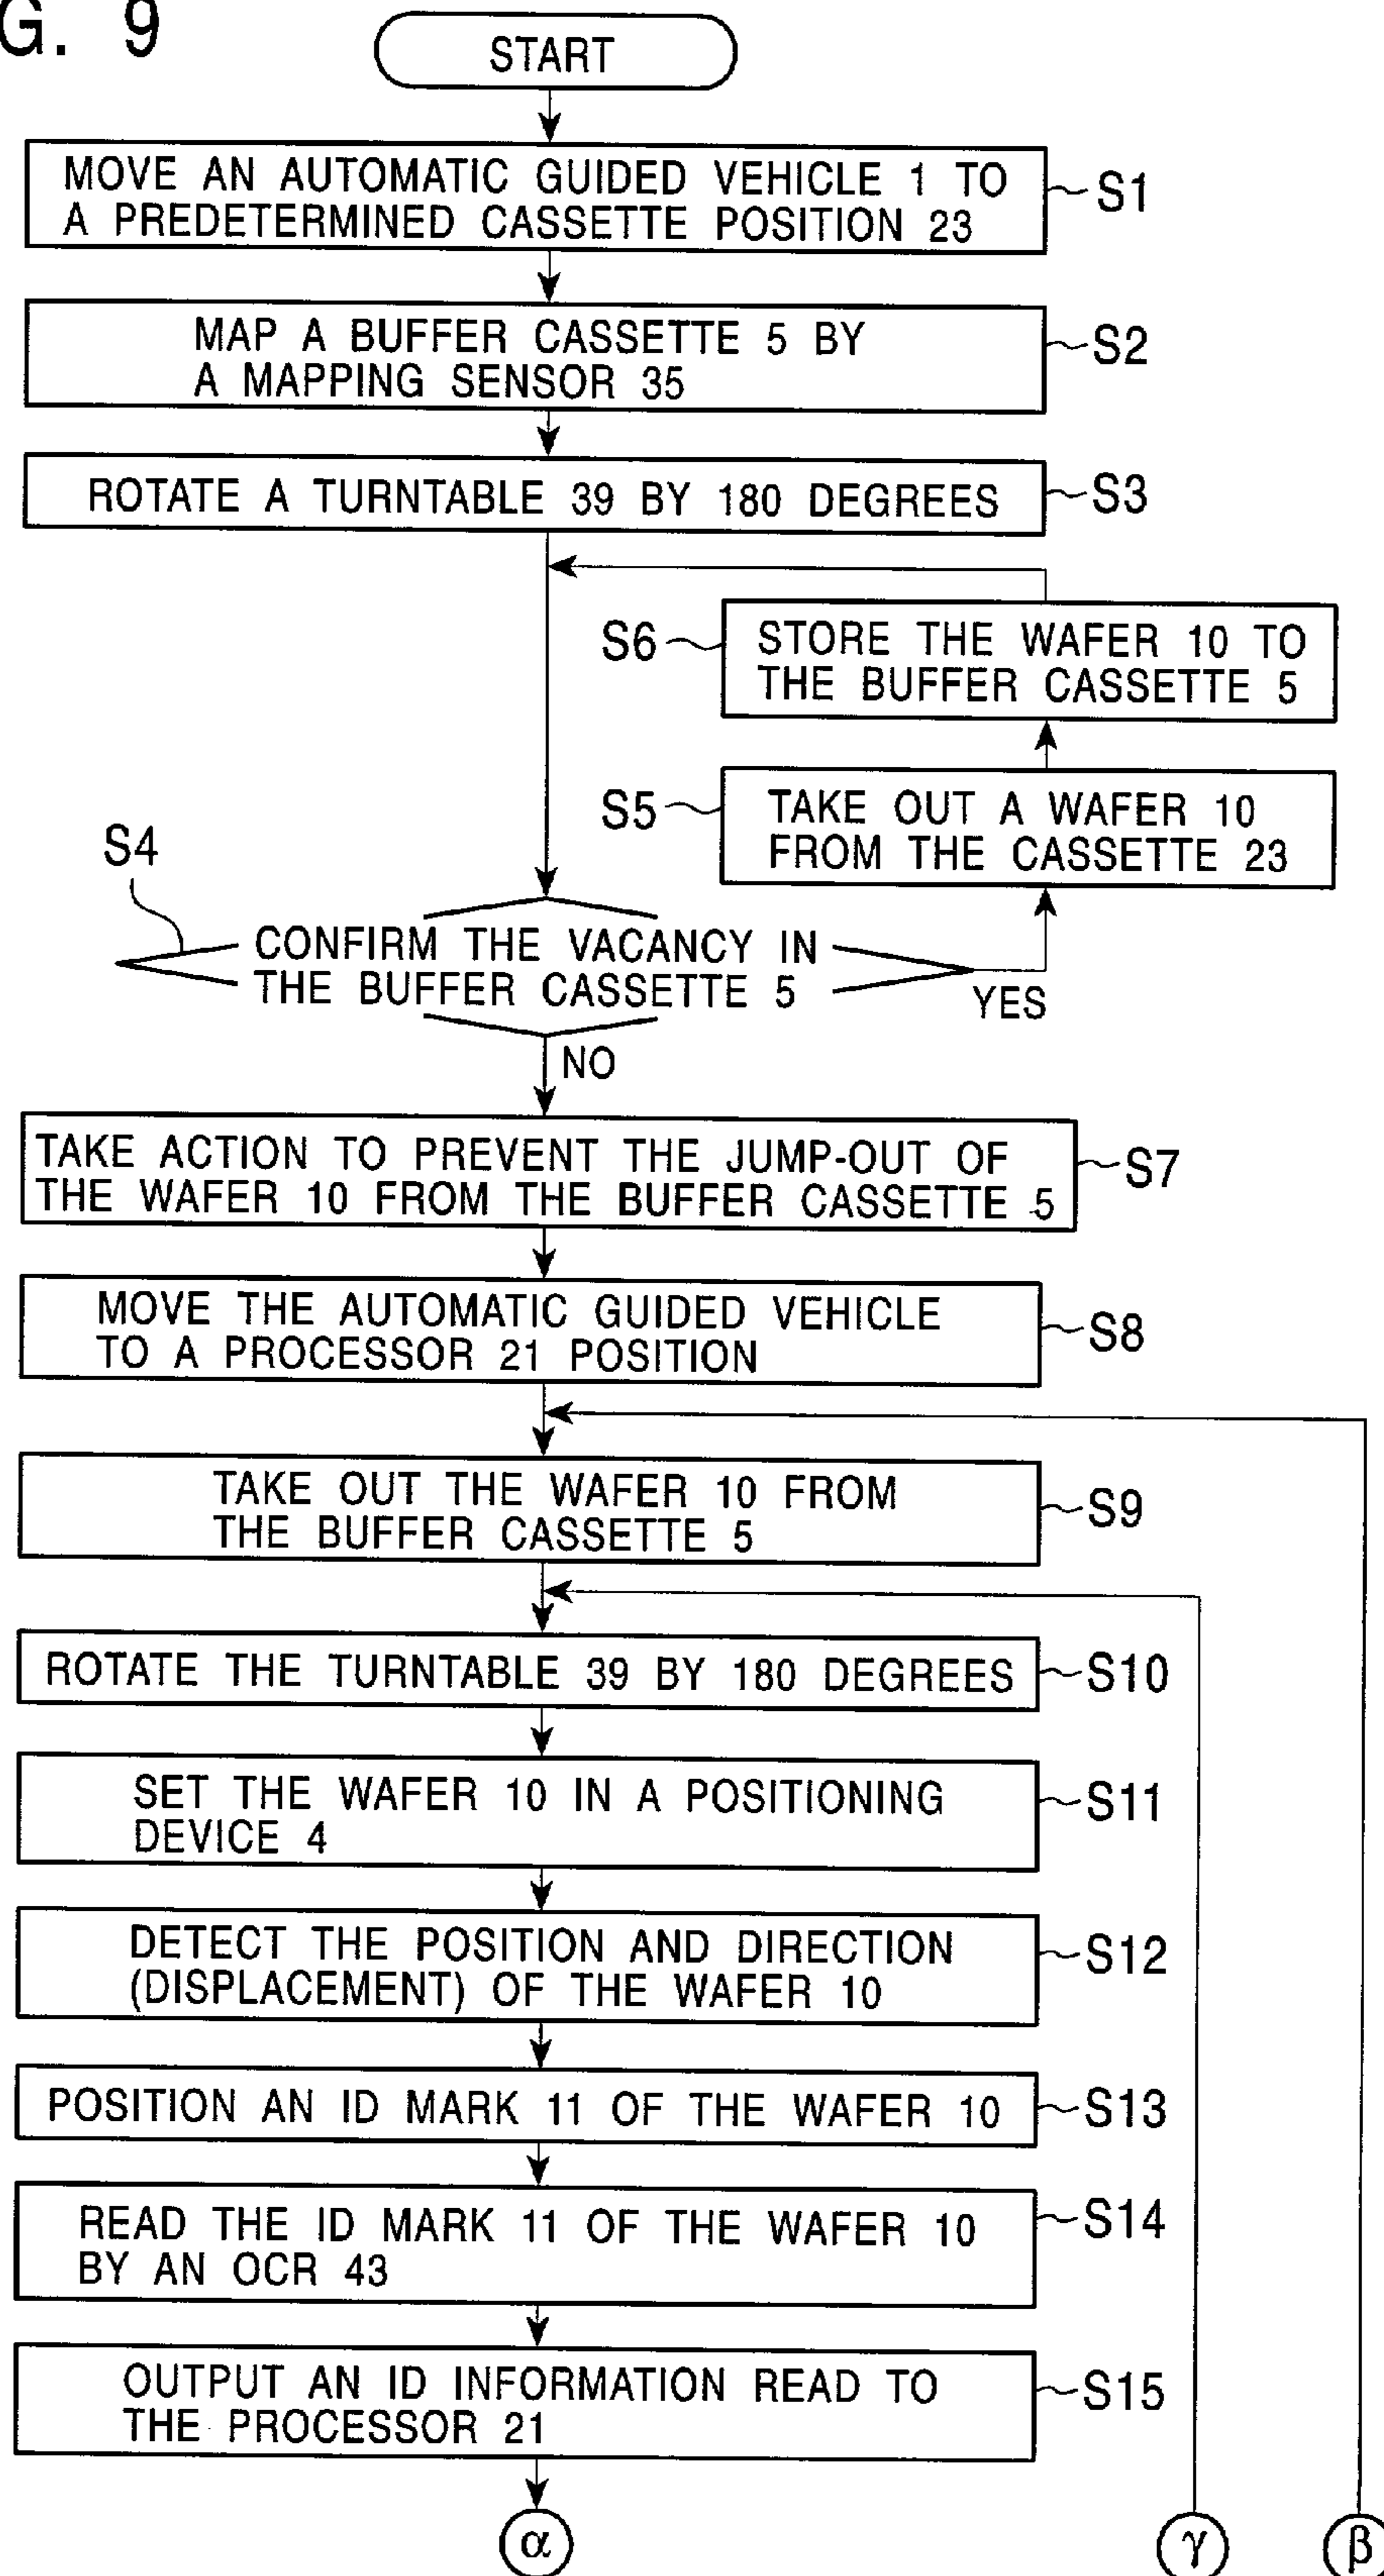 G. 9
START
MOVE AN AUTOMATIC GUIDED VEHICLE 1 TO
A PREDETERMINED CASSETTE POSITION 23
S1
MAP A BUFFER CASSETTE 5 BY
A MAPPING SENSOR 35
S2
ROTATE A TURNTABLE 39 BY 180 DEGREES
S3
S6
STORE THE WAFER 10 TO
THE BUFFER CASSETTE 5
S5
TAKE OUT A WAFER 10
FROM THE CASSETTE 23
S4
CONFIRM THE VACANCY IN
THE BUFFER CASSETTE 5
YES
NO
TAKE ACTION TO PREVENT THE JUMP-OUT OF
THE WAFER 10 FROM THE BUFFER CASSETTE 5
S7
MOVE THE AUTOMATIC GUIDED VEHICLE
TO A PROCESSOR 21 POSITION
S8
TAKE OUT THE WAFER 10 FROM
THE BUFFER CASSETTE 5
S9
ROTATE THE TURNTABLE 39 BY 180 DEGREES
S10
SET THE WAFER 10 IN A POSITIONING
DEVICE 4
S11
DETECT THE POSITION AND DIRECTION
(DISPLACEMENT) OF THE WAFER 10
S12
POSITION AN ID MARK 11 OF THE WAFER 10
S13
READ THE ID MARK 11 OF THE WAFER 10
BY AN OCR 43
S14
OUTPUT AN ID INFORMATION READ TO
THE PROCESSOR 21
S15
α
γ
β